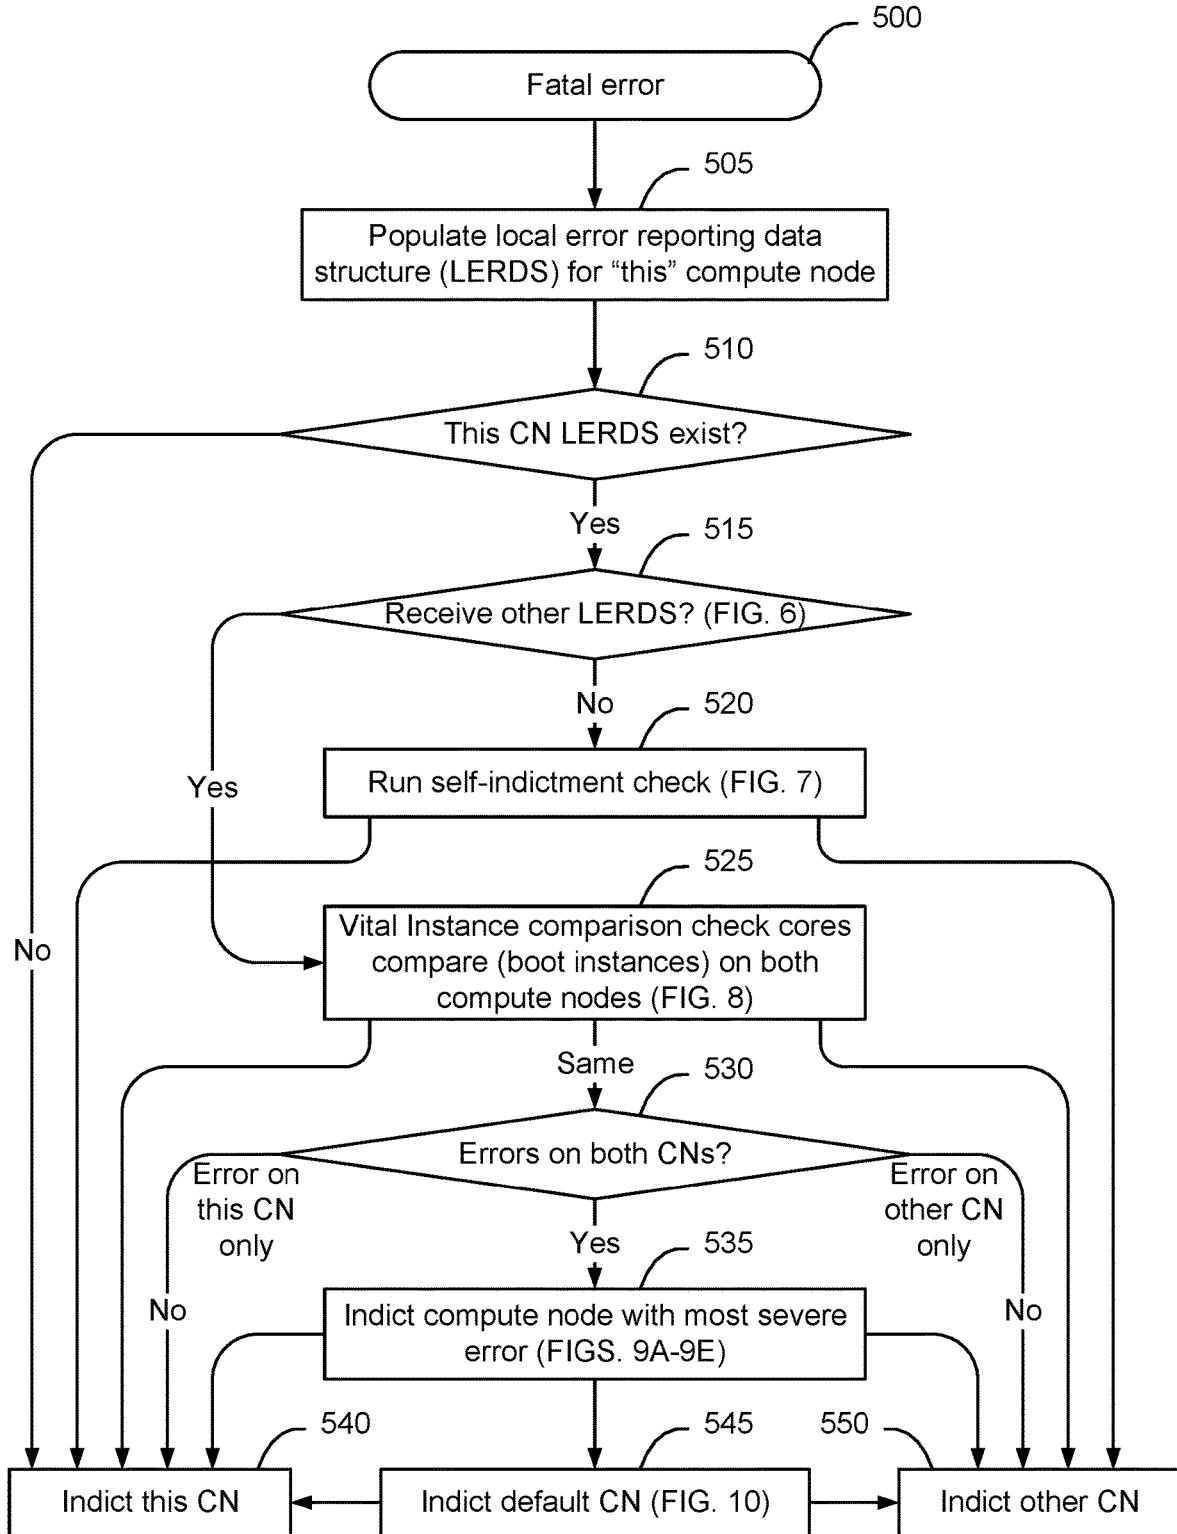 500
Fatal error
505
Populate local error reporting data
structure (LERDS) for “this” compute node
510
This CN LERDS exist?
Yes
515
Receive other LERDS? (FIG. 6)
No
520
Yes
Run self-indictment check (FIG. 7)
525
No
Vital Instance comparison check cores
compare (boot instances) on both
compute nodes (FIG. 8)
Same
530
Errors on both CNs?
Error on
this CN
only
Error on
other CN
only
Yes
535
No
No
Indict compute node with most severe
error (FIGS. 9A-9E)
540
545
550
Indict this CN
Indict default CN (FIG. 10)
Indict other CN